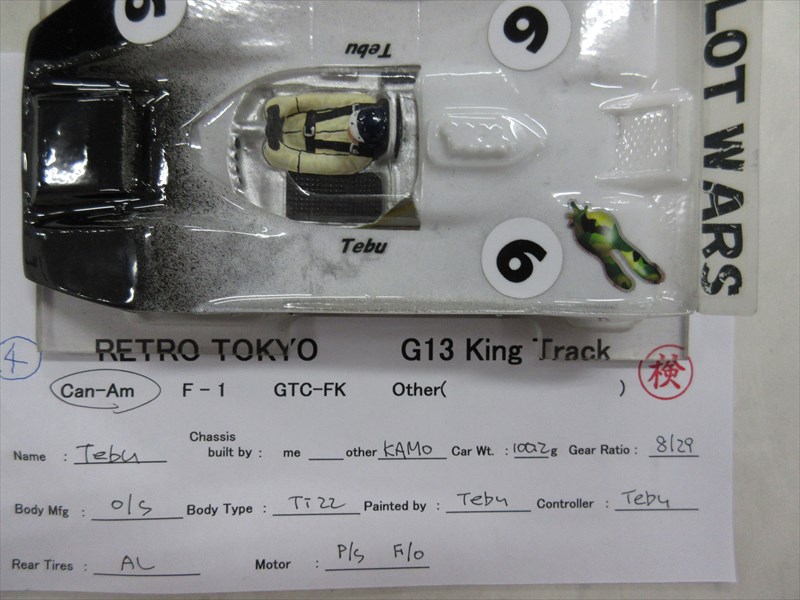 6
6
Tebu
SLOT WARS
Tebu
6
4
RETRO TOKYO G13 King Track
Can-Am F-1 GTC-FK Other( ) 検
Name : Tebu Chassis built by : me other KAMO Car Wt. : 100.2 g Gear Ratio : 8/29
Body Mfg : O/S Body Type : Ti22 Painted by : Tebu Controller : Tebu
Rear Tires : AL Motor : P/S F/O